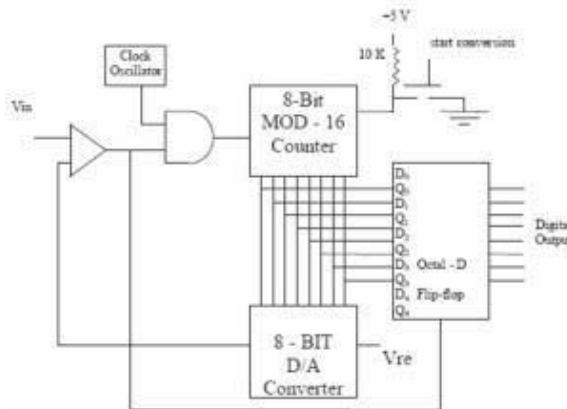 +5 V
start conversion
10 K
Clock
Oscillator
Vin
8-Bit
MOD - 16
Counter
D₀
Q₀
D₁
Q₁
D₂
Q₂
D₃
Q₃
D₄
Q₄
Octal - D
Flip-flop
Digital
Output
8 - BIT
D/A
Converter
Vre